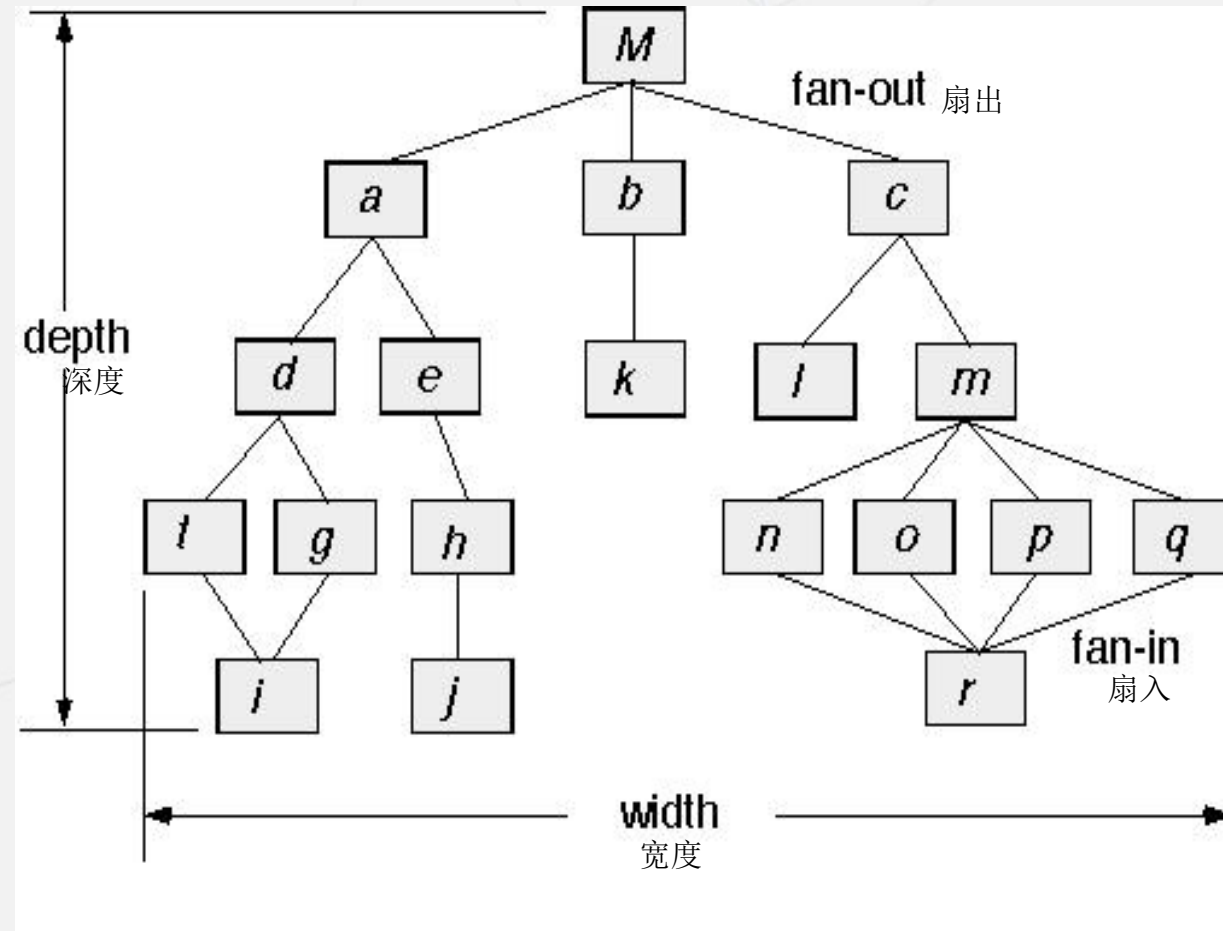 M
fan-out 扇出
a b c
depth
深度
d e k l m
t g h n o p q
fan-in
扇入
i j r
width
宽度